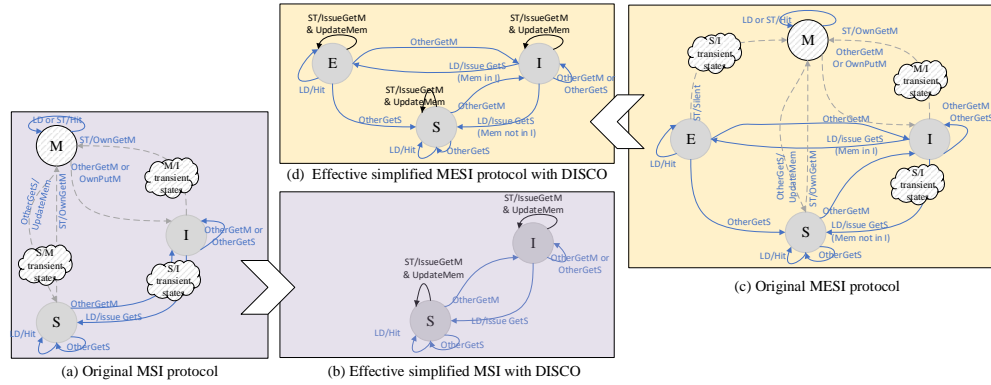 LD or ST/Hit
M
ST/OwnGetM
OtherGetM or
OwnPutM
OtherGetS/
UpdateMem
ST/OwnGetM
M/I
transient
states
I
OtherGetM or
OtherGetS
S/M
transient
states
S/I
transient
states
OtherGetM
S
LD/issue GetS
LD/Hit
OtherGetS
(a) Original MSI protocol
ST/IssueGetM
& UpdateMem
ST/IssueGetM
& UpdateMem
OtherGetM
E
I
LD/Issue GetS
(Mem in I)
OtherGetM or
OtherGetS
LD/Hit
ST/IssueGetM
& UpdateMem
OtherGetM
OtherGetS
S
LD/issue GetS
(Mem not in I)
LD/Hit
OtherGetS
(d) Effective simplified MESI protocol with DISCO
ST/IssueGetM
& UpdateMem
I
OtherGetM or
OtherGetS
ST/IssueGetM
& UpdateMem
OtherGetM
S
LD/issue GetS
LD/Hit
OtherGetS
(b) Effective simplified MSI with DISCO
LD or ST/Hit
M
ST/OwnGetM
S/I
transient
states
OtherGetM
Or OwnPutM
M/I
transient
states
ST/Silent
OtherGetM or
OtherGetS
E
OtherGetM
I
LD/issue GetS
(Mem in I)
LD/Hit
OtherGetS/
UpdateMem
ST/OwnGetM
S/I
transient
states
OtherGetM
OtherGetS
S
LD/issue GetS
(Mem not in I)
LD/Hit
OtherGetS
(c) Original MESI protocol